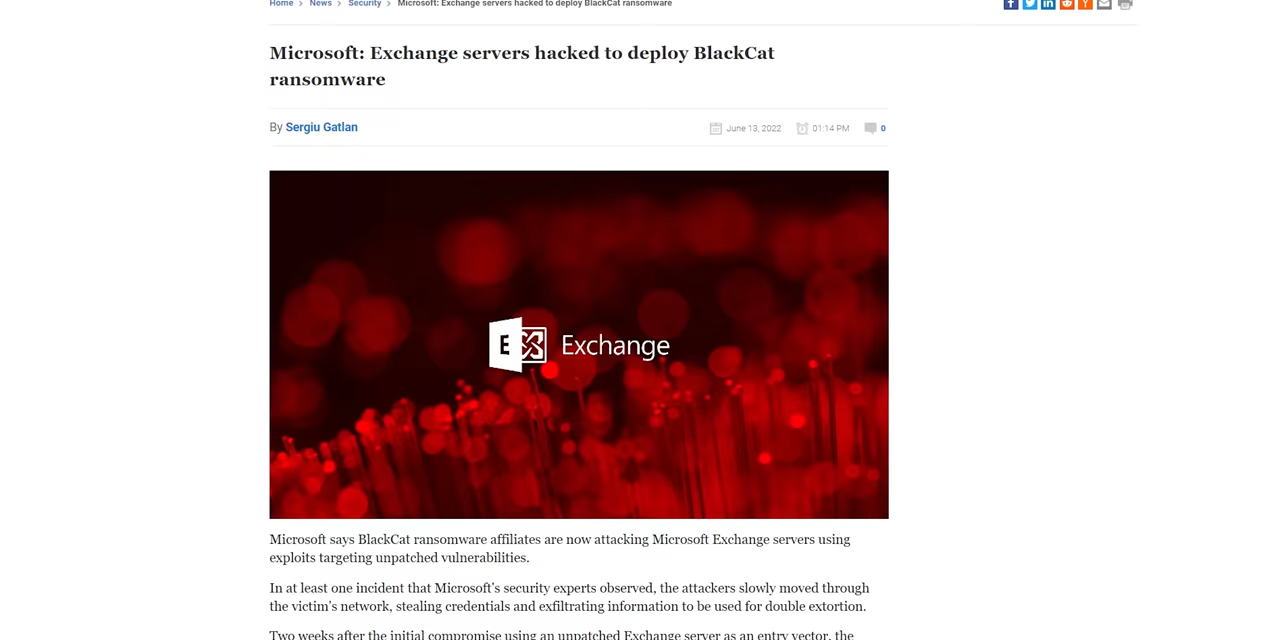 Home > News > Security > Microsoft: Exchange servers hacked to deploy BlackCat ransomware
Microsoft: Exchange servers hacked to deploy BlackCat
ransomware
By Sergiu Gatlan
June 13, 2022 01:14 PM 0
E Exchange
Microsoft says BlackCat ransomware affiliates are now attacking Microsoft Exchange servers using
exploits targeting unpatched vulnerabilities.
In at least one incident that Microsoft's security experts observed, the attackers slowly moved through
the victim's network, stealing credentials and exfiltrating information to be used for double extortion.
Two weeks after the initial compromise using an unpatched Exchange server as an entry vector, the